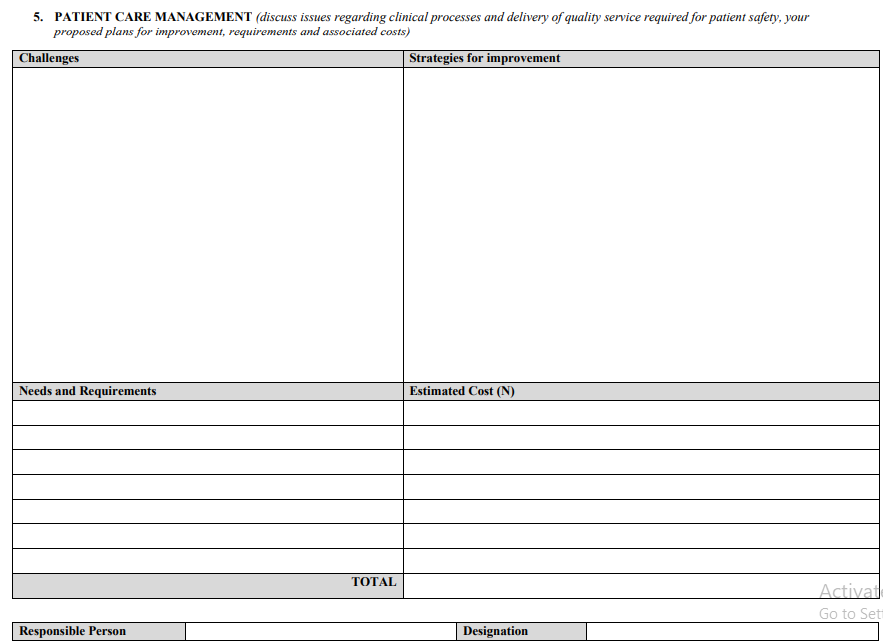 5. PATIENT CARE MANAGEMENT (discuss issues regarding clinical processes and delivery of quality service required for patient safety, your
proposed plans for improvement, requirements and associated costs)
Challenges Strategies for improvement
Needs and Requirements Estimated Cost (N)
TOTAL
Activat
Go to Set
Responsible Person Designation